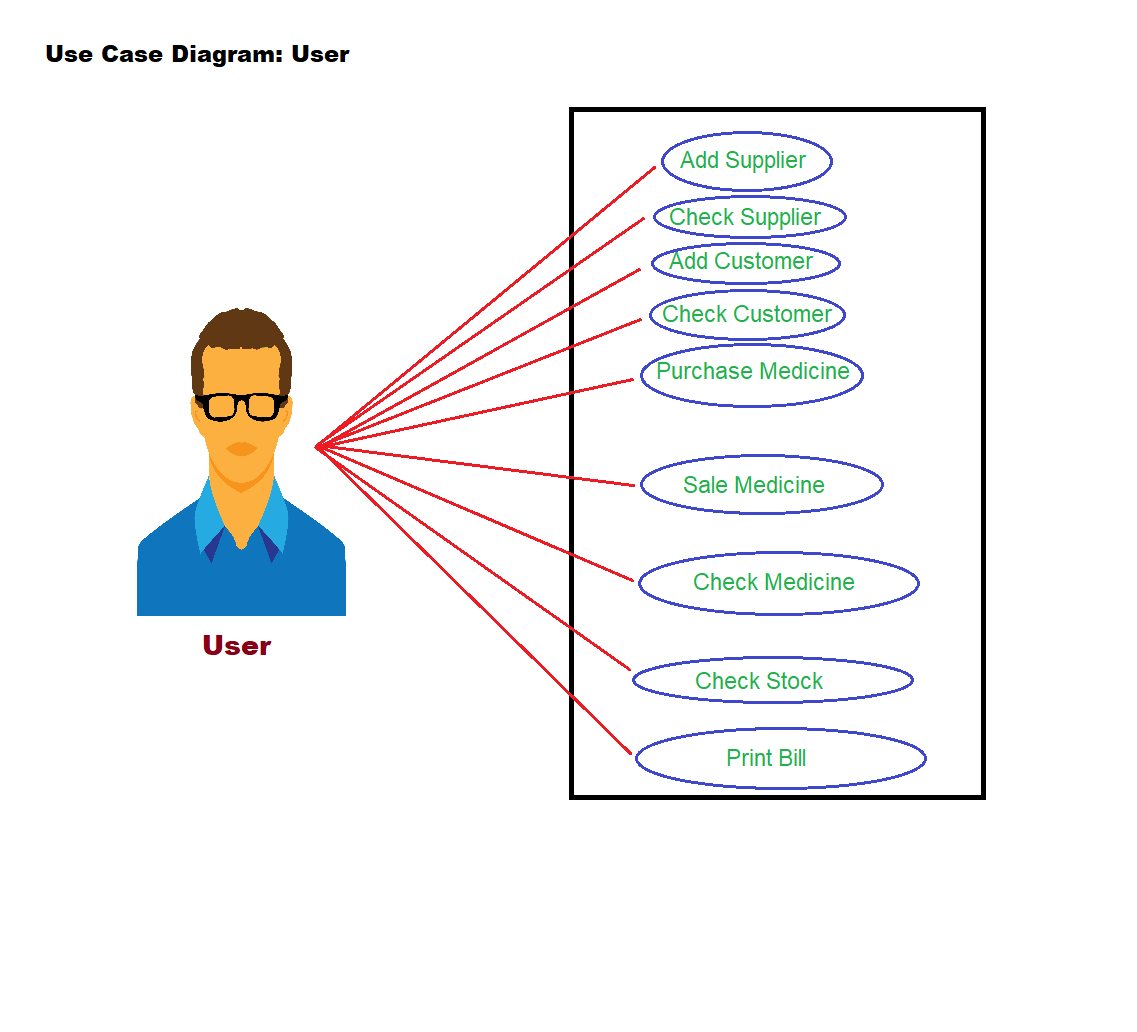 Use Case Diagram: User
Add Supplier
Check Supplier
Add Customer
Check Customer
Purchase Medicine
Sale Medicine
Check Medicine
Check Stock
Print Bill
User